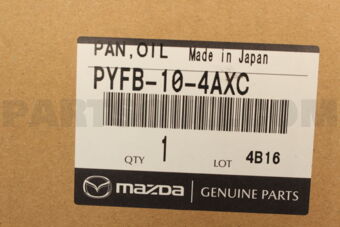 PAN, OIL Made in Japan
PYFB-10-4AXC
QTY 1 LOT 4B16
mazda GENUINE PARTS